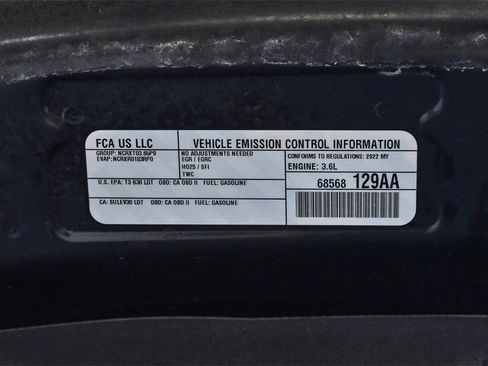 FCA US LLC
GROUP: NCRXT03.65P9
EVAP: NCRXR0183RP0
VEHICLE EMISSION CONTROL INFORMATION
NO ADJUSTMENTS NEEDED
EGR / EGRC
HO2S / SFI
TWC
CONFORMS TO REGULATIONS: 2022 MY
ENGINE: 3.6L
U.S. EPA: T3 B30 LDT OBD: CA OBD II FUEL: GASOLINE
68568 129AA
CA: SULEV30 LDT OBD: CA OBD II FUEL: GASOLINE